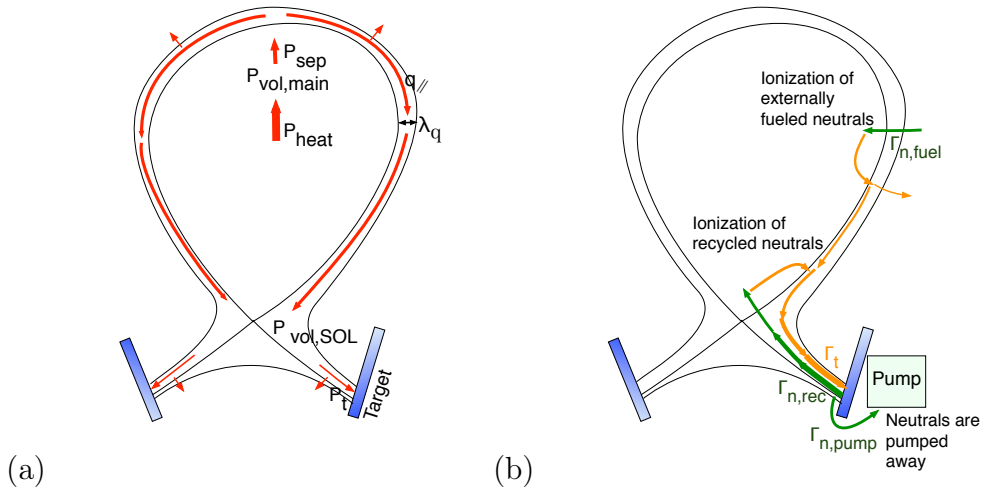 P_sep
P_vol,main
q_//
λ_q
P_heat
P_vol,SOL
P_t
Target
(a)
Ionization of
externally
fueled neutrals
Γ_n,fuel
Ionization of
recycled neutrals
Γ_t
Pump
Γ_n,rec
Γ_n,pump
Neutrals are
pumped
away
(b)